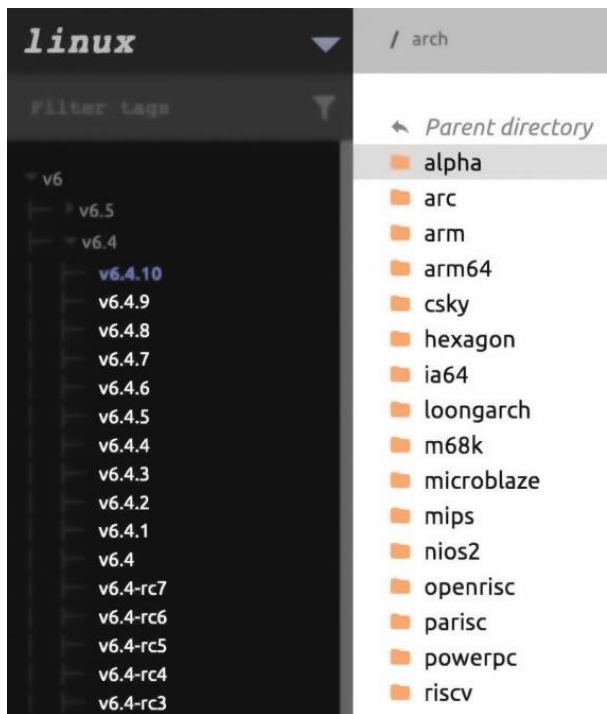 linux
Filter tags
v6
v6.5
v6.4
v6.4.10
v6.4.9
v6.4.8
v6.4.7
v6.4.6
v6.4.5
v6.4.4
v6.4.3
v6.4.2
v6.4.1
v6.4
v6.4-rc7
v6.4-rc6
v6.4-rc5
v6.4-rc4
v6.4-rc3
/ arch
Parent directory
alpha
arc
arm
arm64
csky
hexagon
ia64
loongarch
m68k
microblaze
mips
nios2
openrisc
parisc
powerpc
riscv